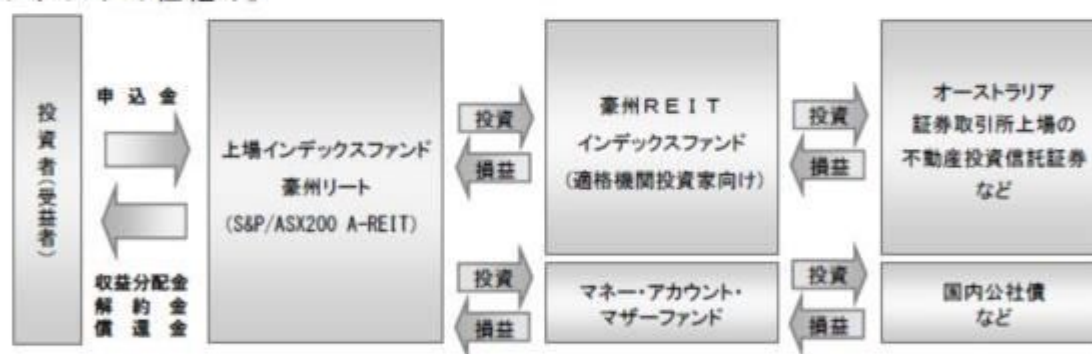 投資者(受益者)
申込金
収益分配金
解約金
償還金
上場インデックスファンド
豪州リート
(S&P/ASX200 A-REIT)
投資
損益
豪州REIT
インデックスファンド
(適格機関投資家向け)
投資
損益
オーストラリア
証券取引所上場の
不動産投資信託証券
など
投資
損益
マネー・アカウント・
マザーファンド
投資
損益
国内公社債
など